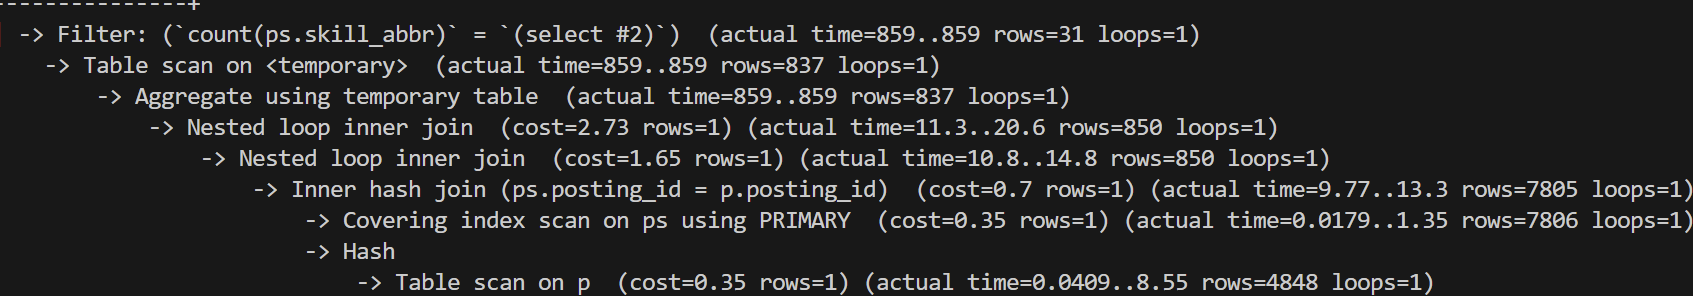 ---------------+
-> Filter: (`count(ps.skill_abbr)` = `(select #2)`)  (actual time=859..859 rows=31 loops=1)
-> Table scan on <temporary>  (actual time=859..859 rows=837 loops=1)
-> Aggregate using temporary table  (actual time=859..859 rows=837 loops=1)
-> Nested loop inner join  (cost=2.73 rows=1) (actual time=11.3..20.6 rows=850 loops=1)
-> Nested loop inner join  (cost=1.65 rows=1) (actual time=10.8..14.8 rows=850 loops=1)
-> Inner hash join (ps.posting_id = p.posting_id)  (cost=0.7 rows=1) (actual time=9.77..13.3 rows=7805 loops=1)
-> Covering index scan on ps using PRIMARY  (cost=0.35 rows=1) (actual time=0.0179..1.35 rows=7806 loops=1)
-> Hash
-> Table scan on p  (cost=0.35 rows=1) (actual time=0.0409..8.55 rows=4848 loops=1)